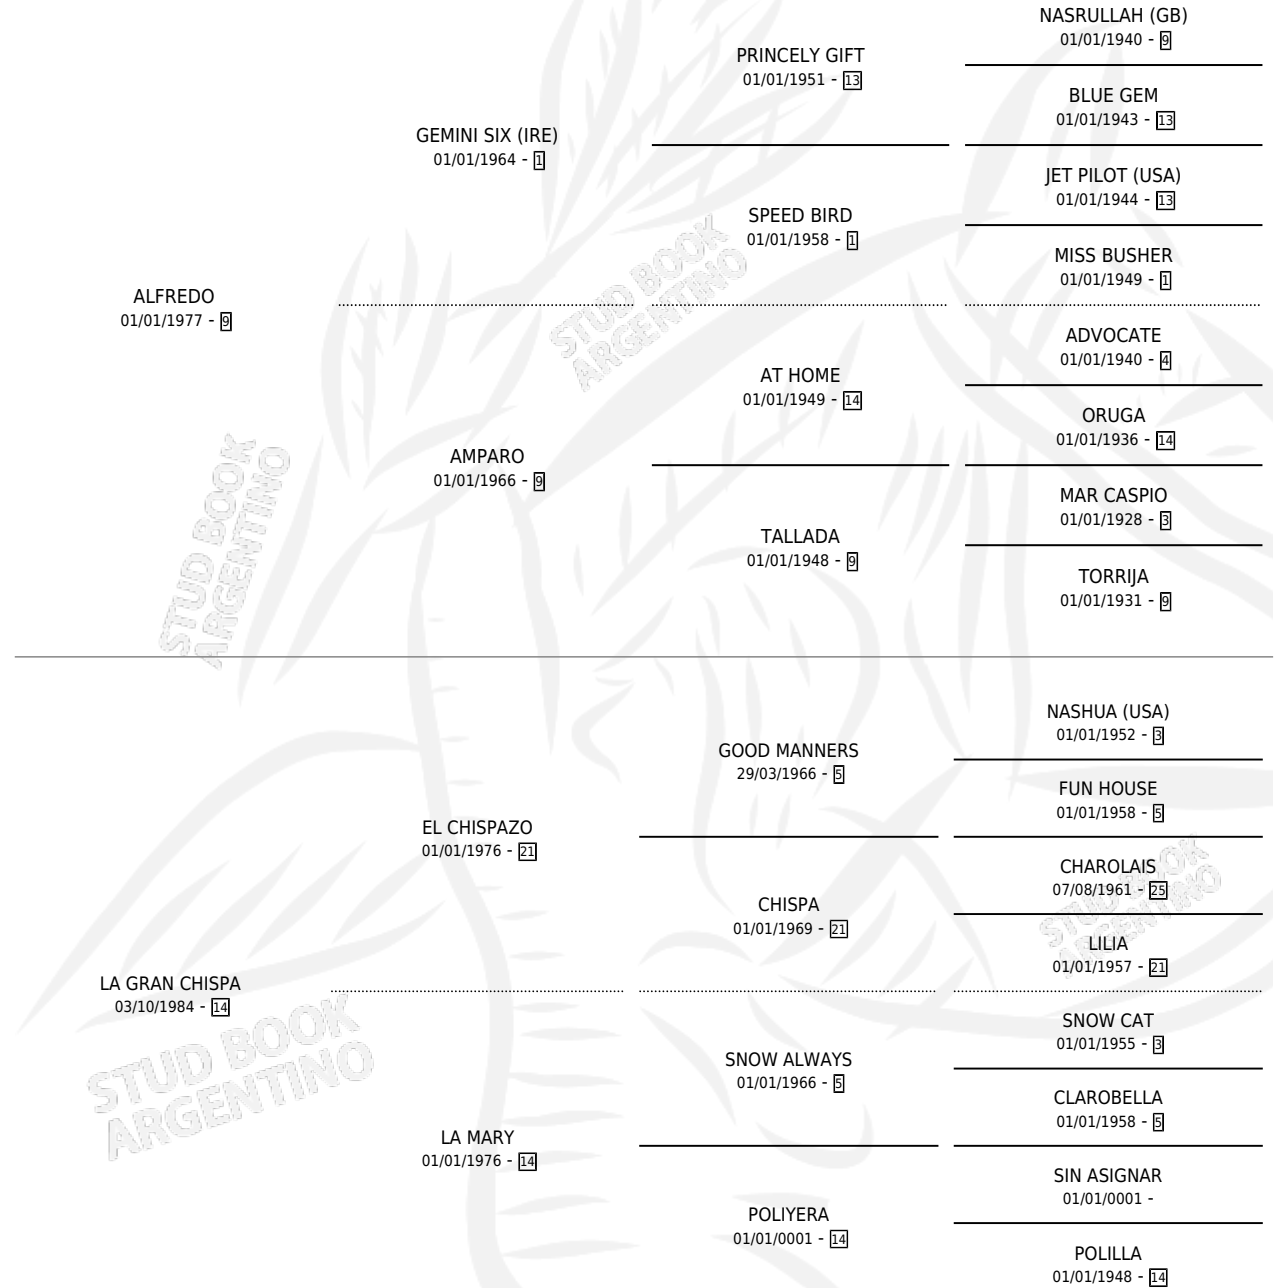 NASRULLAH (GB)
01/01/1940 - 9
PRINCELY GIFT
01/01/1951 - 13
BLUE GEM
01/01/1943 - 13
GEMINI SIX (IRE)
01/01/1964 - 1
JET PILOT (USA)
01/01/1944 - 13
SPEED BIRD
01/01/1958 - 1
MISS BUSHER
01/01/1949 - 1
ALFREDO
01/01/1977 - 9
ADVOCATE
01/01/1940 - 4
AT HOME
01/01/1949 - 14
ORUGA
01/01/1936 - 14
AMPARO
01/01/1966 - 9
MAR CASPIO
01/01/1928 - 3
TALLADA
01/01/1948 - 9
TORRIJA
01/01/1931 - 9
STUD BOOK
ARGENTINO
STUD BOOK
ARGENTINO
NASHUA (USA)
01/01/1952 - 3
GOOD MANNERS
29/03/1966 - 5
FUN HOUSE
01/01/1958 - 5
EL CHISPAZO
01/01/1976 - 21
CHAROLAIS
07/08/1961 - 25
CHISPA
01/01/1969 - 21
LILIA
01/01/1957 - 21
LA GRAN CHISPA
03/10/1984 - 14
SNOW CAT
01/01/1955 - 3
SNOW ALWAYS
01/01/1966 - 5
CLAROBELLA
01/01/1958 - 5
LA MARY
01/01/1976 - 14
SIN ASIGNAR
01/01/0001 -
POLIYERA
01/01/0001 - 14
POLILLA
01/01/1948 - 14
STUD BOOK
ARGENTINO
STUD BOOK
ARGENTINO